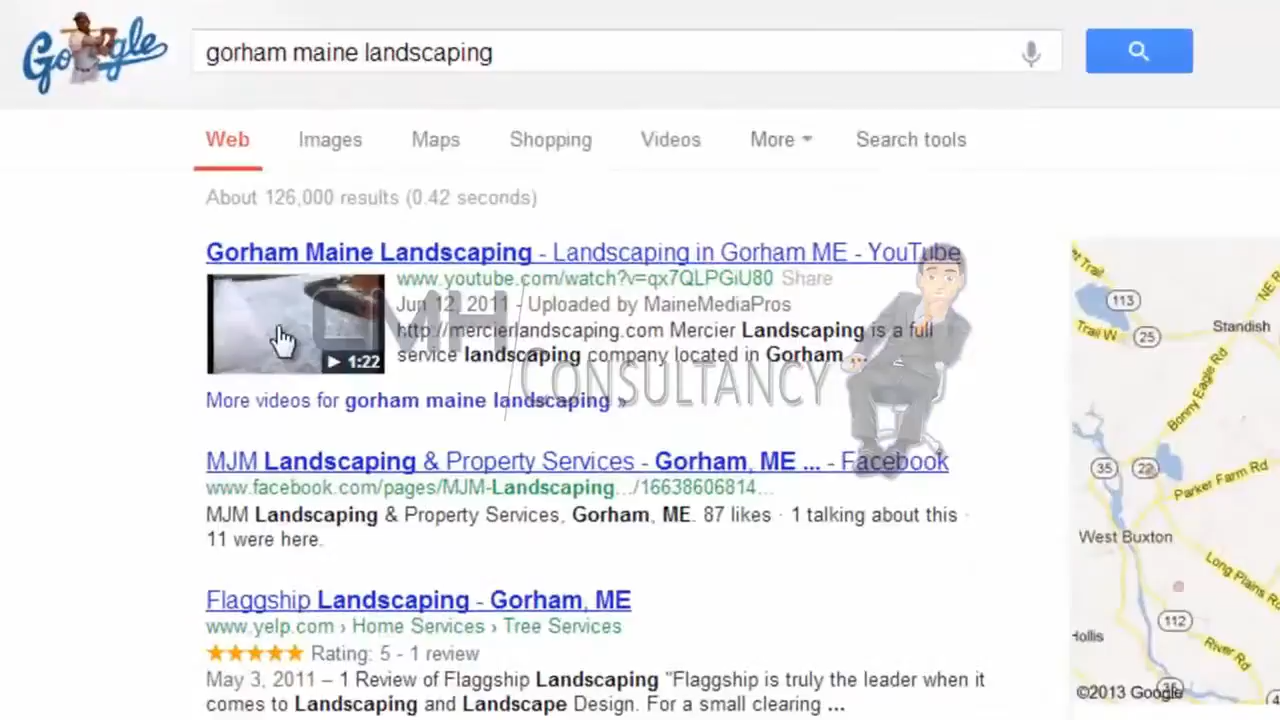 Google
gorham maine landscaping
Web Images Maps Shopping Videos More Search tools
About 126,000 results (0.42 seconds)
Gorham Maine Landscaping - Landscaping in Gorham ME - YouTube
www.youtube.com/watch?v=qx7QLPGiU80 Share
Jun 12, 2011 - Uploaded by MaineMediaPros
http://mercierlandscaping.com Mercier Landscaping is a full
service landscaping company located in Gorham ...
1:22
More videos for gorham maine landscaping »
MJM Landscaping & Property Services - Gorham, ME ... - Facebook
www.facebook.com/pages/MJM-Landscaping.../16638606814...
MJM Landscaping & Property Services, Gorham, ME. 87 likes · 1 talking about this ·
11 were here.
Flaggship Landscaping - Gorham, ME
www.yelp.com › Home Services › Tree Services
Rating: 5 - 1 review
May 3, 2011 – 1 Review of Flaggship Landscaping "Flaggship is truly the leader when it
comes to Landscaping and Landscape Design. For a small clearing ...
CONSULTANCY
Trail
113
NE R
Trail W
25
Standish
Bonny Eagle Rd
35
22
Parker Farm Rd
West Buxton
Long Plains Rd
112
Hollis
River Rd
©2013 Google